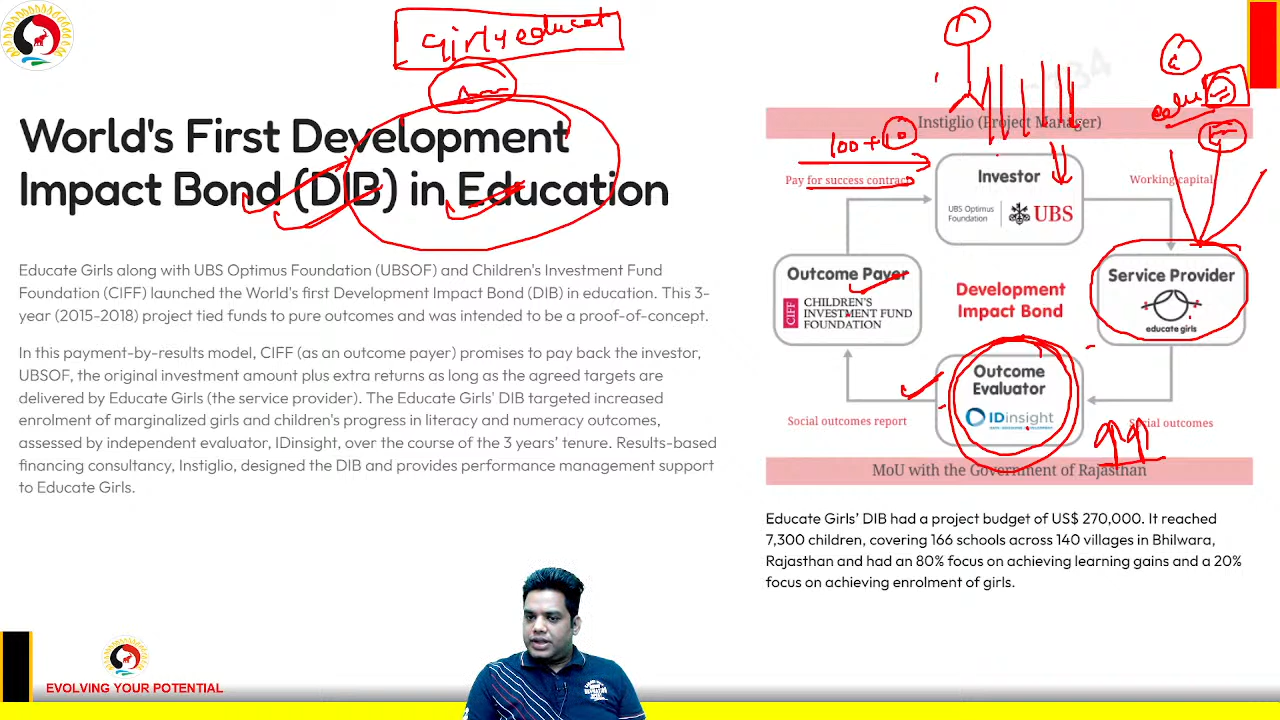 Girls educat
World's First Development
Impact Bond (DIB) in Education
Educate Girls along with UBS Optimus Foundation (UBSOF) and Children's Investment Fund
Foundation (CIFF) launched the World's first Development Impact Bond (DIB) in education. This 3-
year (2015-2018) project tied funds to pure outcomes and was intended to be a proof-of-concept.
In this payment-by-results model, CIFF (as an outcome payer) promises to pay back the investor,
UBSOF, the original investment amount plus extra returns as long as the agreed targets are
delivered by Educate Girls (the service provider). The Educate Girls' DIB targeted increased
enrolment of marginalized girls and children's progress in literacy and numeracy outcomes,
assessed by independent evaluator, IDinsight, over the course of the 3 years' tenure. Results-based
financing consultancy, Instiglio, designed the DIB and provides performance management support
to Educate Girls.
Instiglio (Project Manager)
100 + 10
Pay for success contract
Investor
UBS Optimus
Foundation
UBS
Working capital
Outcome Payer
CIFF
CHILDREN'S
INVESTMENT FUND
FOUNDATION
Development
Impact Bond
Service Provider
educate girls
Outcome
Evaluator
IDinsight
Social outcomes report
Social outcomes
MoU with the Government of Rajasthan
Educate Girls' DIB had a project budget of US$ 270,000. It reached
7,300 children, covering 166 schools across 140 villages in Bhilwara,
Rajasthan and had an 80% focus on achieving learning gains and a 20%
focus on achieving enrolment of girls.
EVOLVING YOUR POTENTIAL